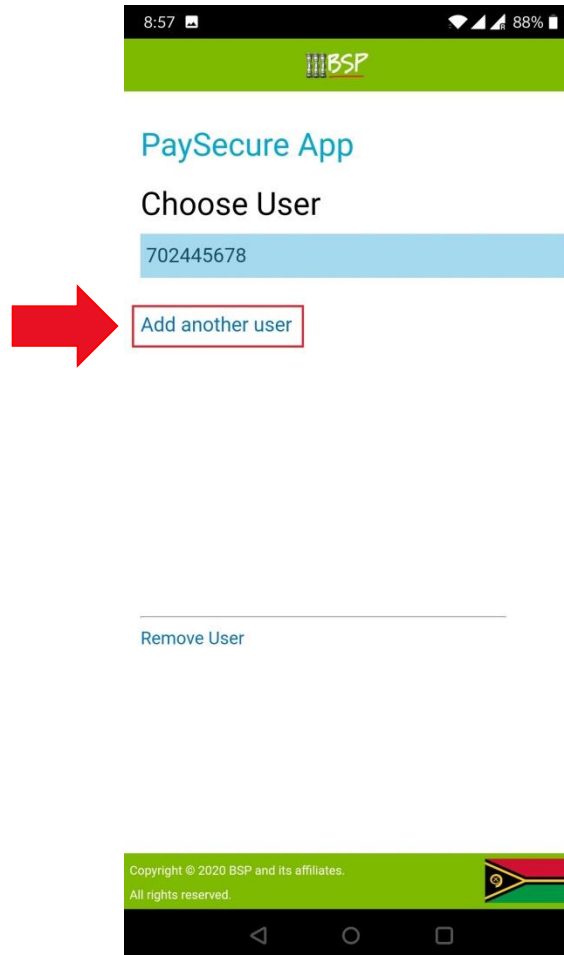 8:57 88%
BSP
PaySecure App
Choose User
702445678
Add another user
Remove User
Copyright © 2020 BSP and its affiliates.
All rights reserved.